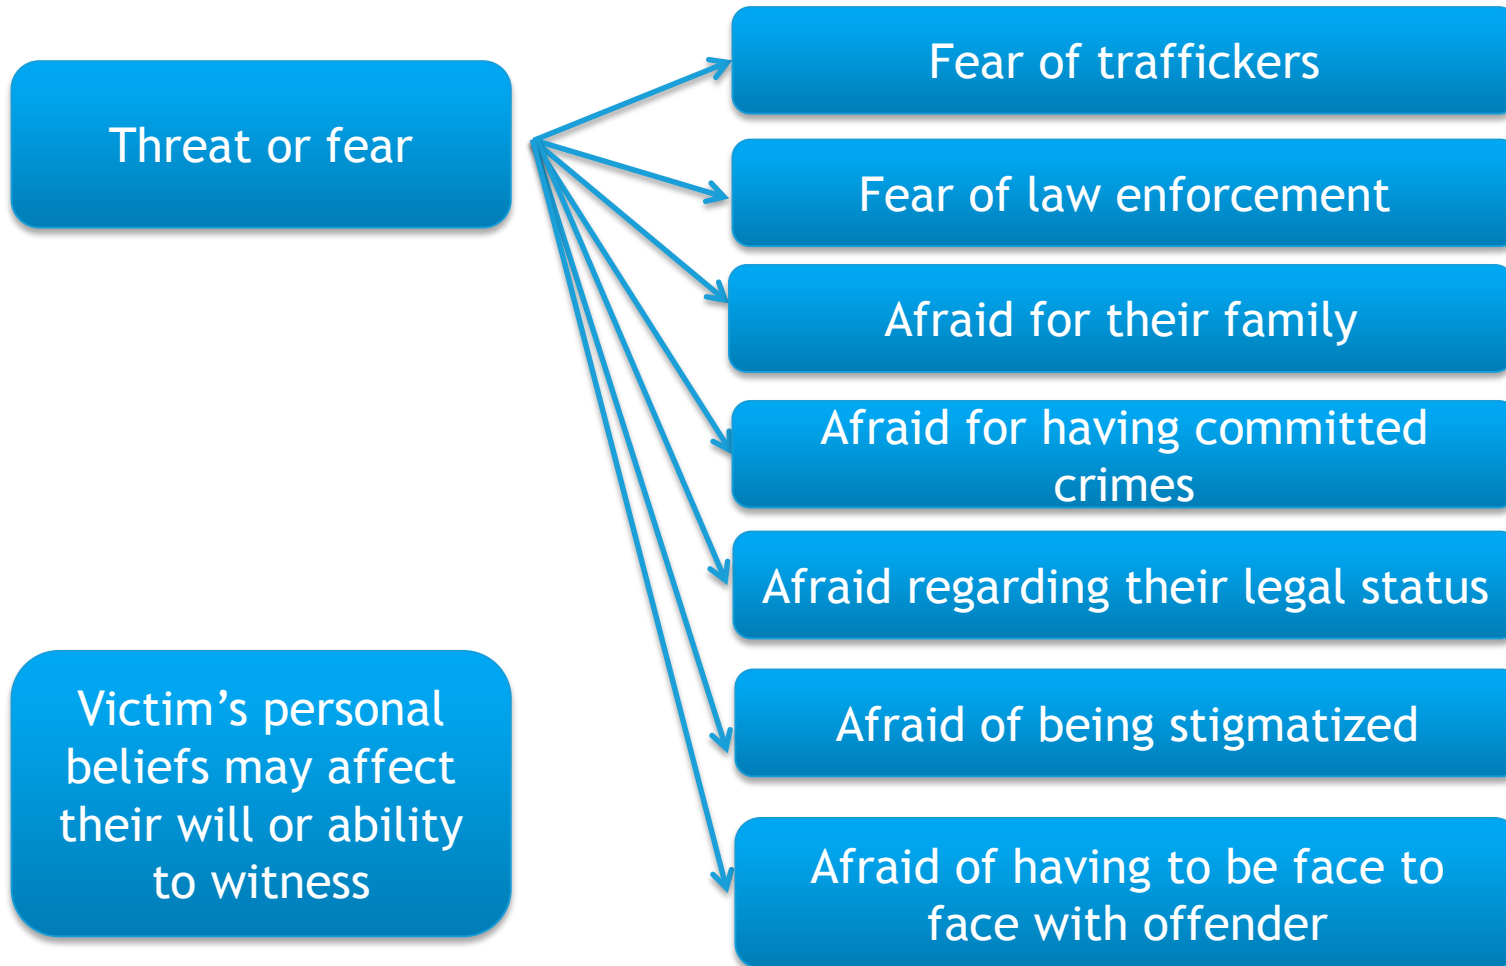 Threat or fear
Fear of traffickers
Fear of law enforcement
Afraid for their family
Afraid for having committed
crimes
Afraid regarding their legal status
Afraid of being stigmatized
Afraid of having to be face to
face with offender
Victim’s personal
beliefs may affect
their will or ability
to witness